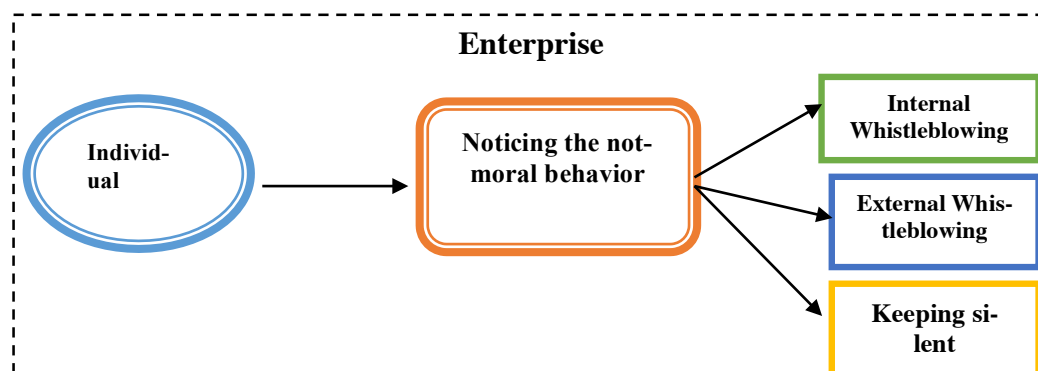 Enterprise
Individ-
ual
Noticing the not-
moral behavior
Internal
Whistleblowing
External Whis-
tleblowing
Keeping si-
lent